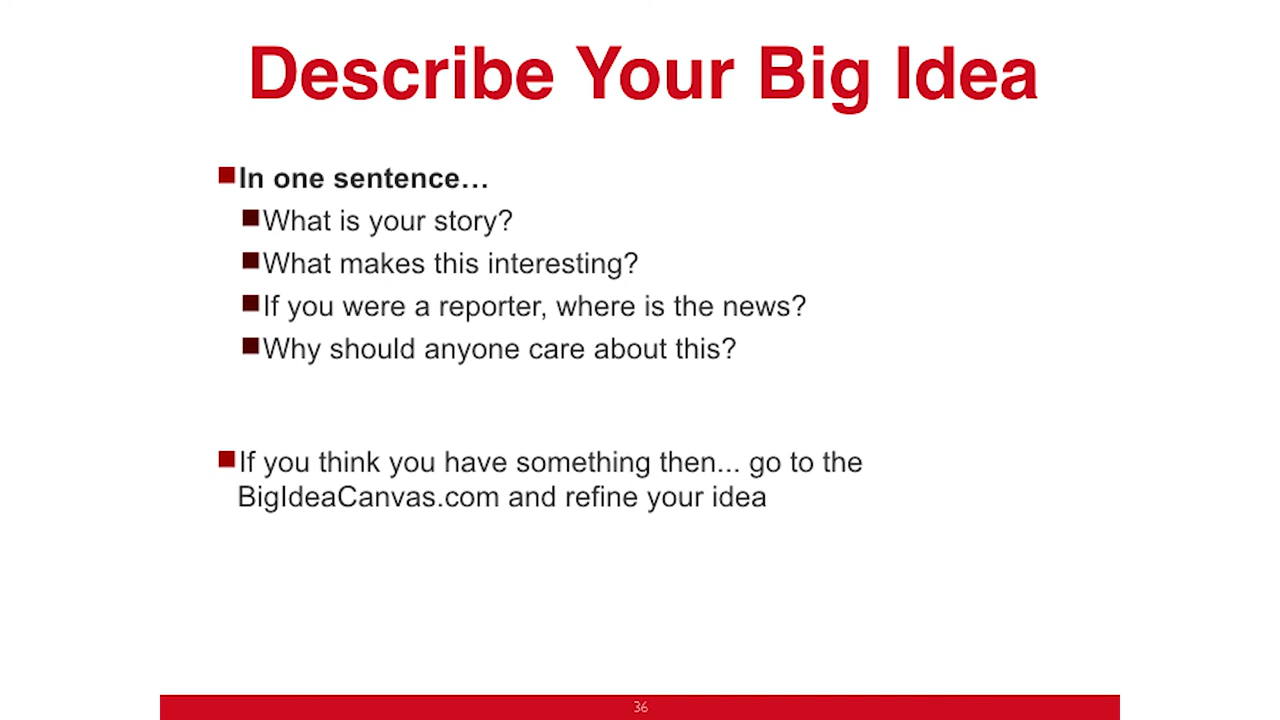 Describe Your Big Idea
In one sentence…
What is your story?
What makes this interesting?
If you were a reporter, where is the news?
Why should anyone care about this?
If you think you have something then... go to the
BigIdeaCanvas.com and refine your idea
36